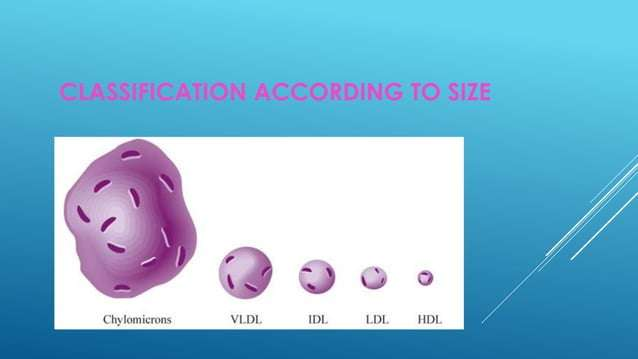 CLASSIFICATION ACCORDING TO SIZE
Chylomicrons VLDL IDL LDL HDL